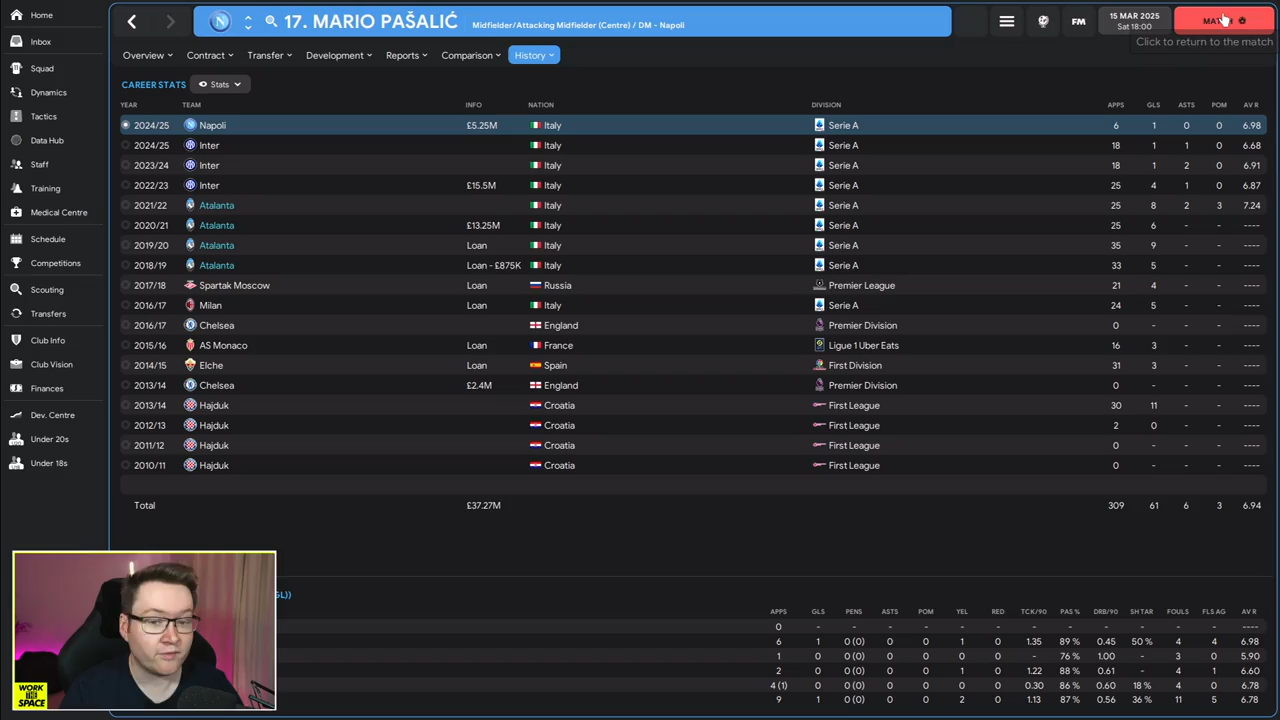 Home
Inbox
Squad
Dynamics
Tactics
Data Hub
Staff
Training
Medical Centre
Schedule
Competitions
Scouting
Transfers
Club Info
Club Vision
Finances
Dev. Centre
Under 20s
Under 18s
17. MARIO PAŠALIĆ Midfielder/Attacking Midfielder (Centre) / DM - Napoli
FM
15 MAR 2025
Sat 18:00
Click to return to the match
Overview Contract Transfer Development Reports Comparison History
CAREER STATS Stats
YEAR TEAM INFO NATION DIVISION APPS GLS ASTS POM AV R
2024/25 Napoli £5.25M Italy Serie A 6 1 0 0 6.98
2024/25 Inter Italy Serie A 18 1 1 0 6.68
2023/24 Inter Italy Serie A 18 1 2 0 6.91
2022/23 Inter £15.5M Italy Serie A 25 4 1 0 6.87
2021/22 Atalanta Italy Serie A 25 8 2 3 7.24
2020/21 Atalanta £13.25M Italy Serie A 25 6 - - ----
2019/20 Atalanta Loan Italy Serie A 35 9 - - ----
2018/19 Atalanta Loan - £875K Italy Serie A 33 5 - - ----
2017/18 Spartak Moscow Loan Russia Premier League 21 4 - - ----
2016/17 Milan Loan Italy Serie A 24 5 - - ----
2016/17 Chelsea England Premier Division 0 - - - ----
2015/16 AS Monaco Loan France Ligue 1 Uber Eats 16 3 - - ----
2014/15 Elche Loan Spain First Division 31 3 - - ----
2013/14 Chelsea £2.4M England Premier Division 0 - - - ----
2013/14 Hajduk Croatia First League 30 11 - - ----
2012/13 Hajduk Croatia First League 2 0 - - ----
2011/12 Hajduk Croatia First League 0 - - - ----
2010/11 Hajduk Croatia First League 0 - - - ----
Total £37.27M 309 61 6 3 6.94
APPS GLS PENS ASTS POM YEL RED TCK/90 PAS % DRB/90 SH TAR FOULS FLS AG AV R
0 - - - - - - - - - - - - ----
6 1 0 (0) 0 0 1 0 1.35 89 % 0.45 50 % 4 4 6.98
1 0 0 (0) 0 0 0 0 - 76 % 1.00 - 3 0 5.90
2 0 0 (0) 0 0 1 0 1.22 88 % 0.61 - 4 1 6.60
4 (1) 0 0 (0) 0 0 0 0 0.30 86 % 0.60 18 % 4 0 6.78
9 1 0 (0) 0 0 2 0 1.13 87 % 0.56 36 % 11 5 6.78
WORK
THE
SPACE